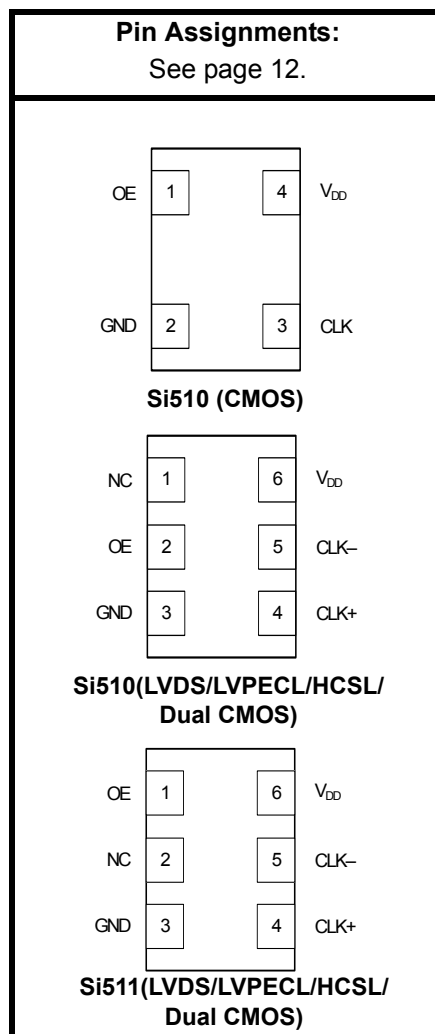 Pin Assignments:
See page 12.
OE 1 4 VDD
GND 2 3 CLK
Si510 (CMOS)
NC 1 6 VDD
OE 2 5 CLK–
GND 3 4 CLK+
Si510(LVDS/LVPECL/HCSL/
Dual CMOS)
OE 1 6 VDD
NC 2 5 CLK–
GND 3 4 CLK+
Si511(LVDS/LVPECL/HCSL/
Dual CMOS)